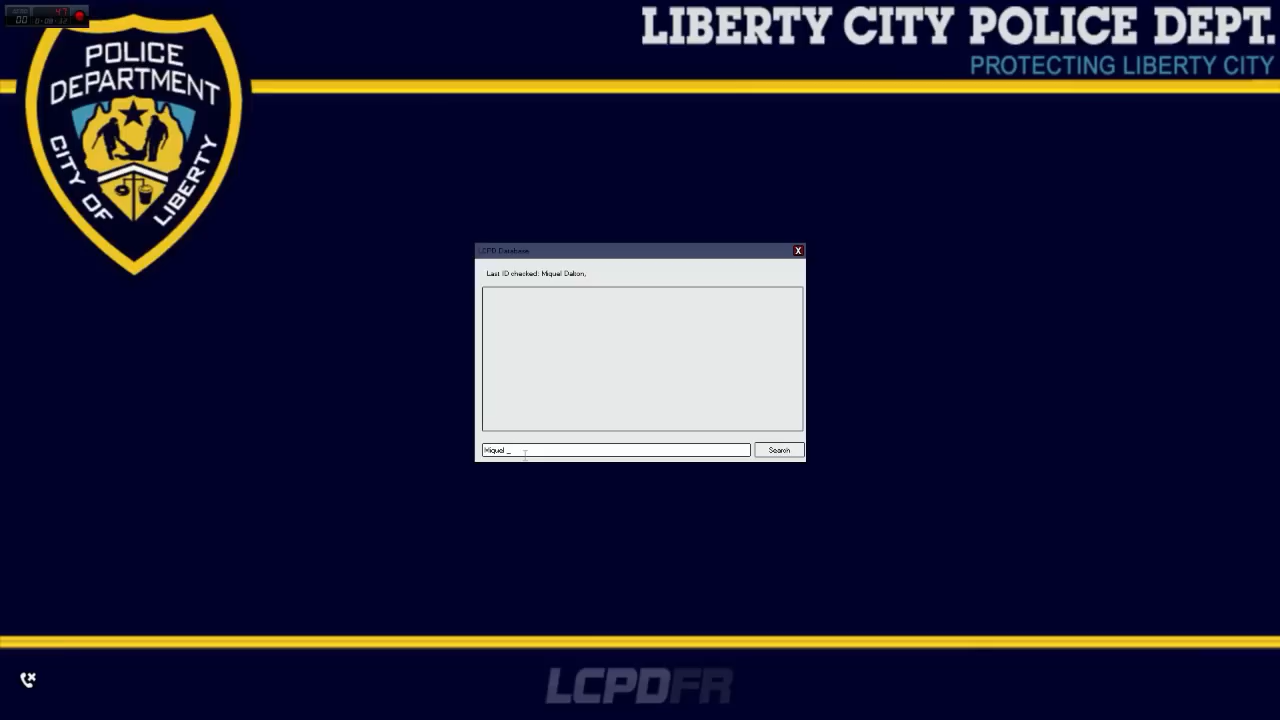 LIBERTY CITY POLICE DEPT.
PROTECTING LIBERTY CITY
POLICE
DEPARTMENT
CITY OF
LIBERTY
LCPD Database
X
Last ID checked: Miquel Dalton,
Miquel _
Search
LCPDFR